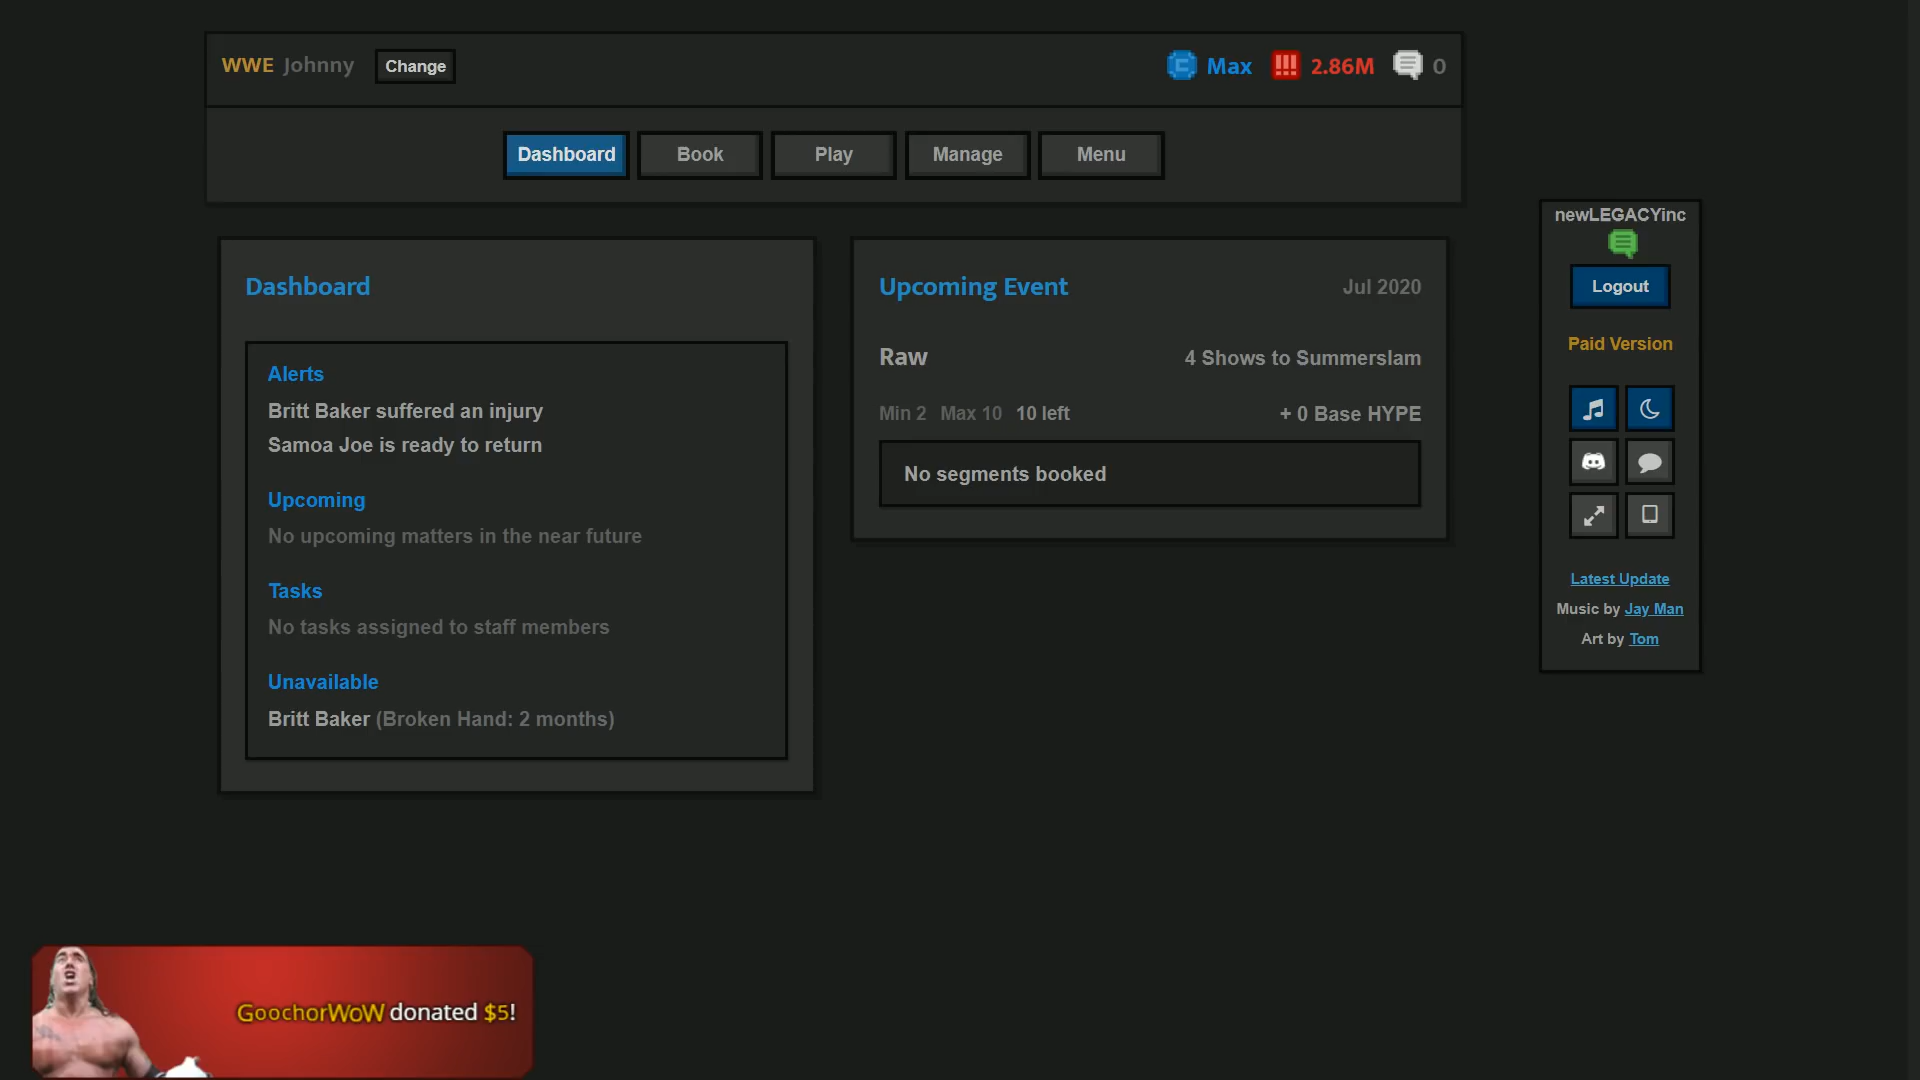 WWE Johnny Change
Max 2.86M 0
Dashboard Book Play Manage Menu
Dashboard
Alerts
Britt Baker suffered an injury
Samoa Joe is ready to return
Upcoming
No upcoming matters in the near future
Tasks
No tasks assigned to staff members
Unavailable
Britt Baker (Broken Hand: 2 months)
Upcoming Event Jul 2020
Raw 4 Shows to Summerslam
Min 2 Max 10 10 left + 0 Base HYPE
No segments booked
newLEGACYinc
Logout
Paid Version
Latest Update
Music by Jay Man
Art by Tom
GoochorWoW donated $5!